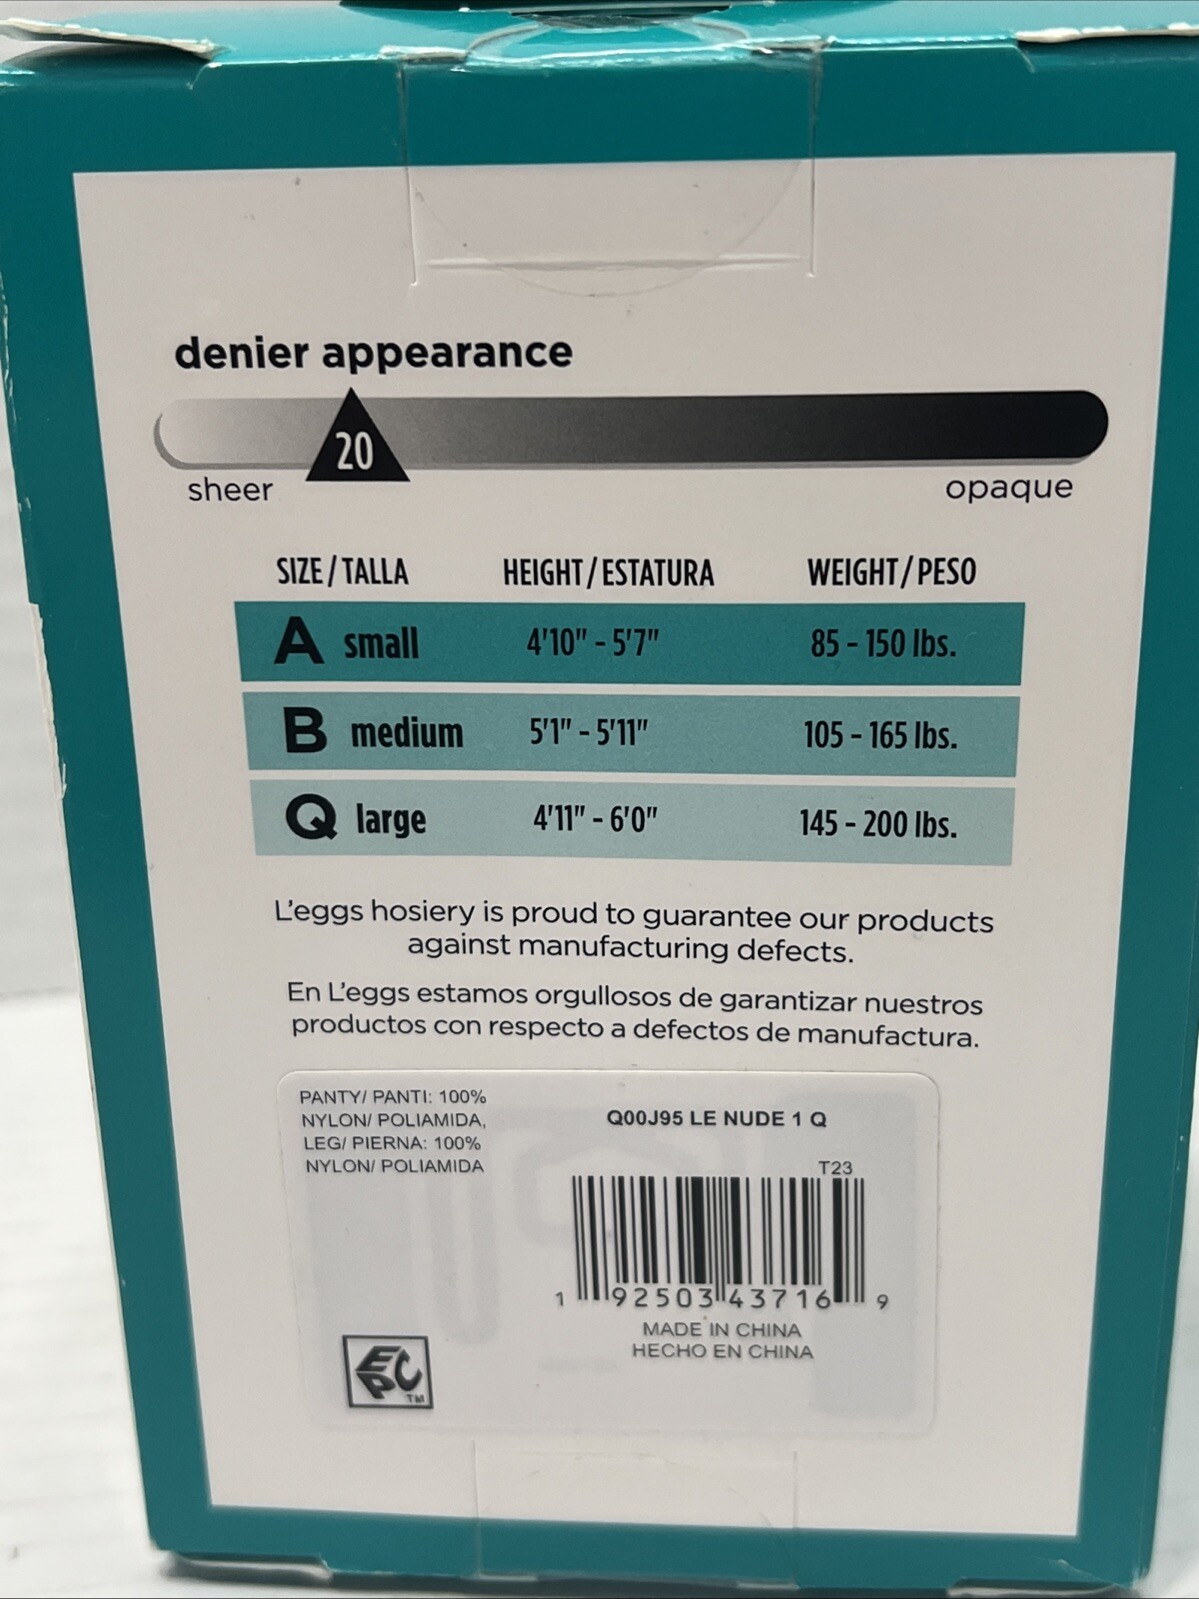 denier appearance
20
sheer opaque
SIZE/TALLA HEIGHT/ESTATURA WEIGHT/PESO
A small 4'10" - 5'7" 85 - 150 lbs.
B medium 5'1" - 5'11" 105 - 165 lbs.
Q large 4'11" - 6'0" 145 - 200 lbs.
L'eggs hosiery is proud to guarantee our products
against manufacturing defects.
En L'eggs estamos orgullosos de garantizar nuestros
productos con respecto a defectos de manufactura.
PANTY/ PANTI: 100%
NYLON/ POLIAMIDA,
LEG/ PIERNA: 100%
NYLON/ POLIAMIDA
Q00J95 LE NUDE 1 Q
T23
1 92503 43716 9
MADE IN CHINA
HECHO EN CHINA
EPC TM